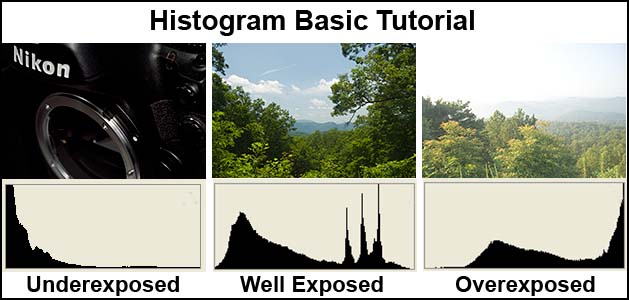 Histogram Basic Tutorial
Nikon
Underexposed
Well Exposed
Overexposed